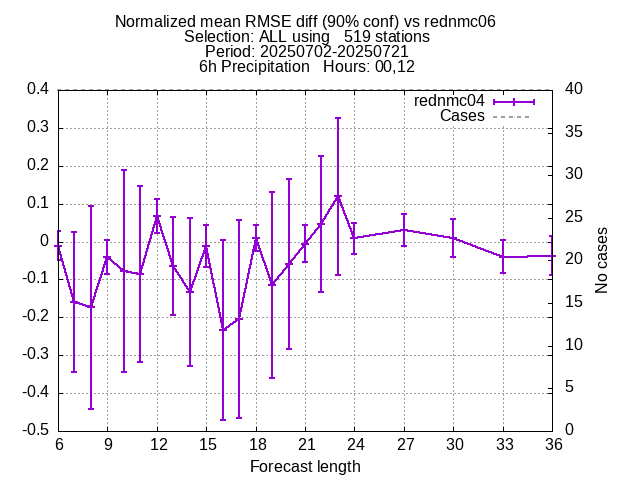 Normalized mean RMSE diff (90% conf) vs rednmc06
Selection: ALL using   519 stations
Period: 20250702-20250721
6h Precipitation   Hours: 00,12
rednmc04
Cases
0.4
0.3
0.2
0.1
0
-0.1
-0.2
-0.3
-0.4
-0.5
40
35
30
25
20
15
10
5
0
No cases
6 9 12 15 18 21 24 27 30 33 36
Forecast length